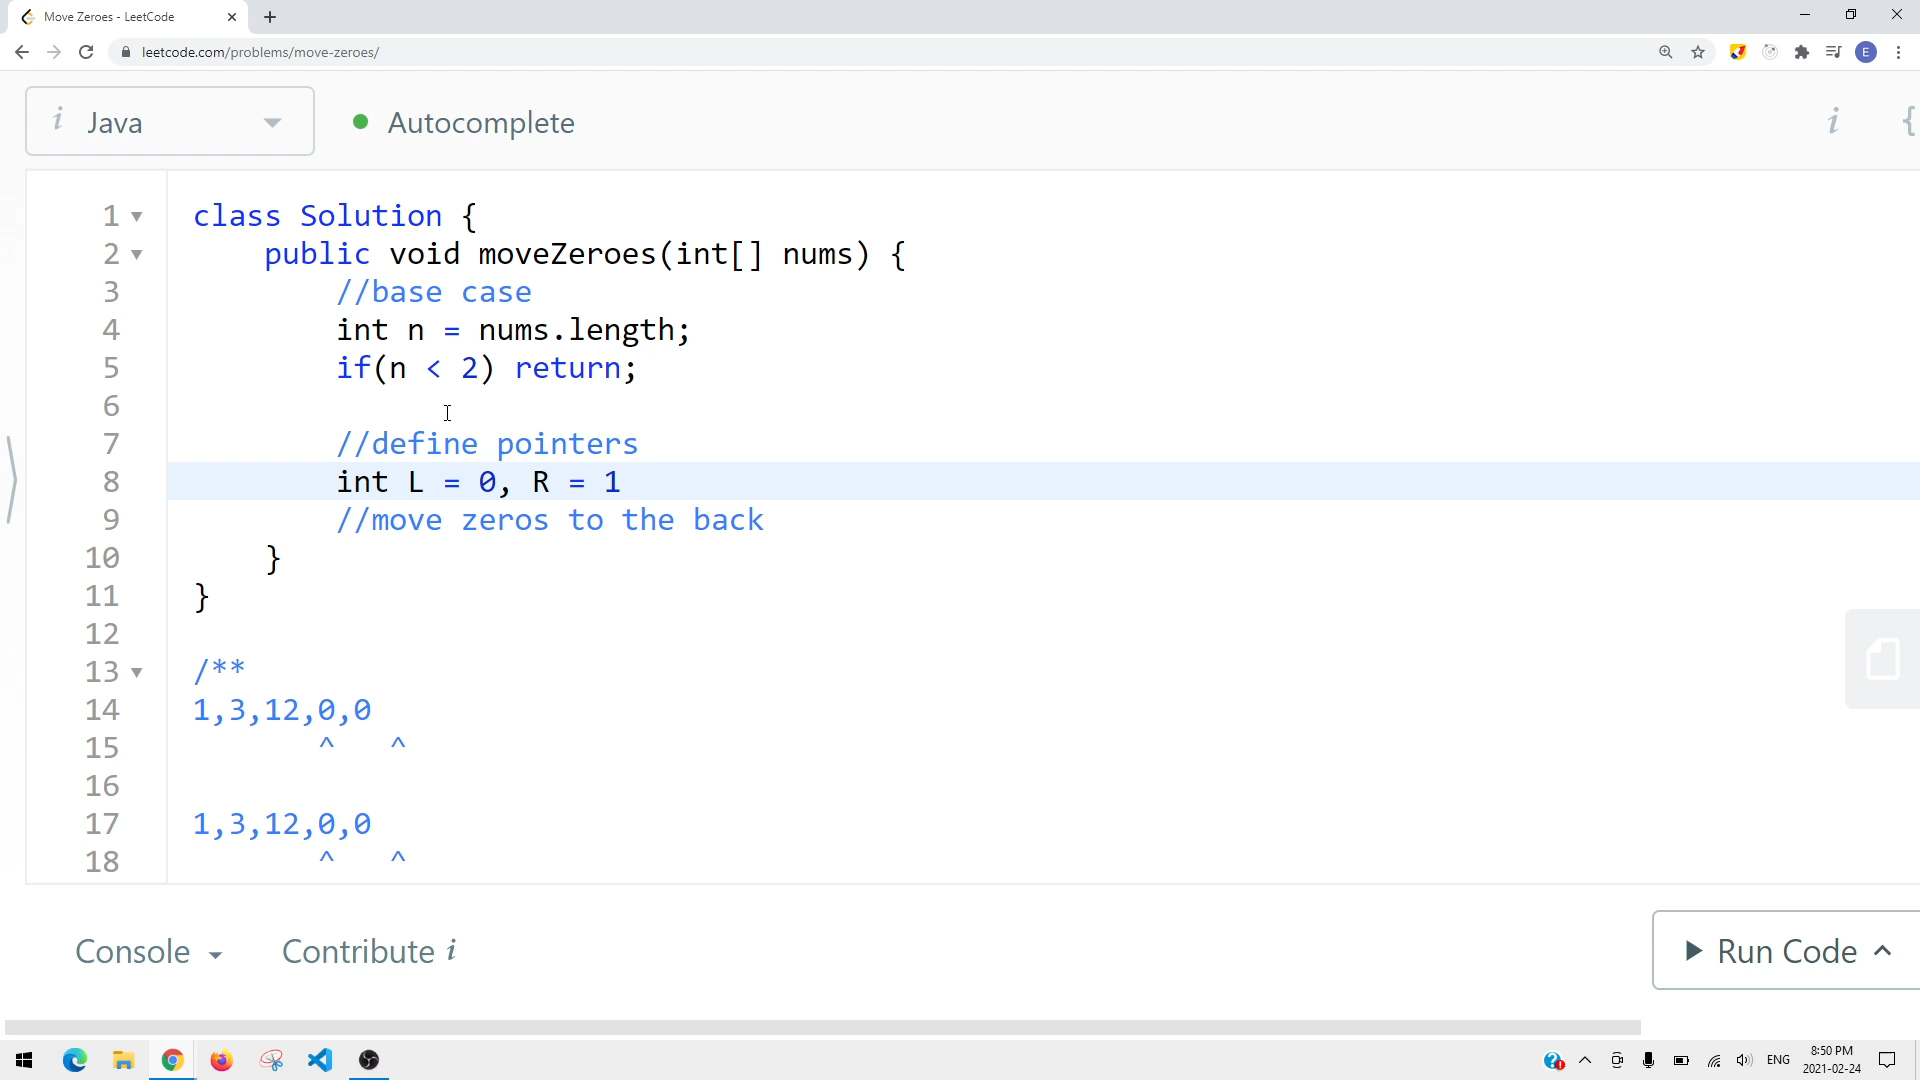 Move Zeroes - LeetCode
leetcode.com/problems/move-zeroes/
E
i Java
Autocomplete
i {
1 class Solution {
2 public void moveZeroes(int[] nums) {
3 //base case
4 int n = nums.length;
5 if(n < 2) return;
6
7 //define pointers
8 int L = 0, R = 1
9 //move zeros to the back
10 }
11 }
12
13 /**
14 1,3,12,0,0
15 ^ ^
16
17 1,3,12,0,0
18 ^ ^
Console
Contribute i
Run Code
ENG
8:50 PM
2021-02-24